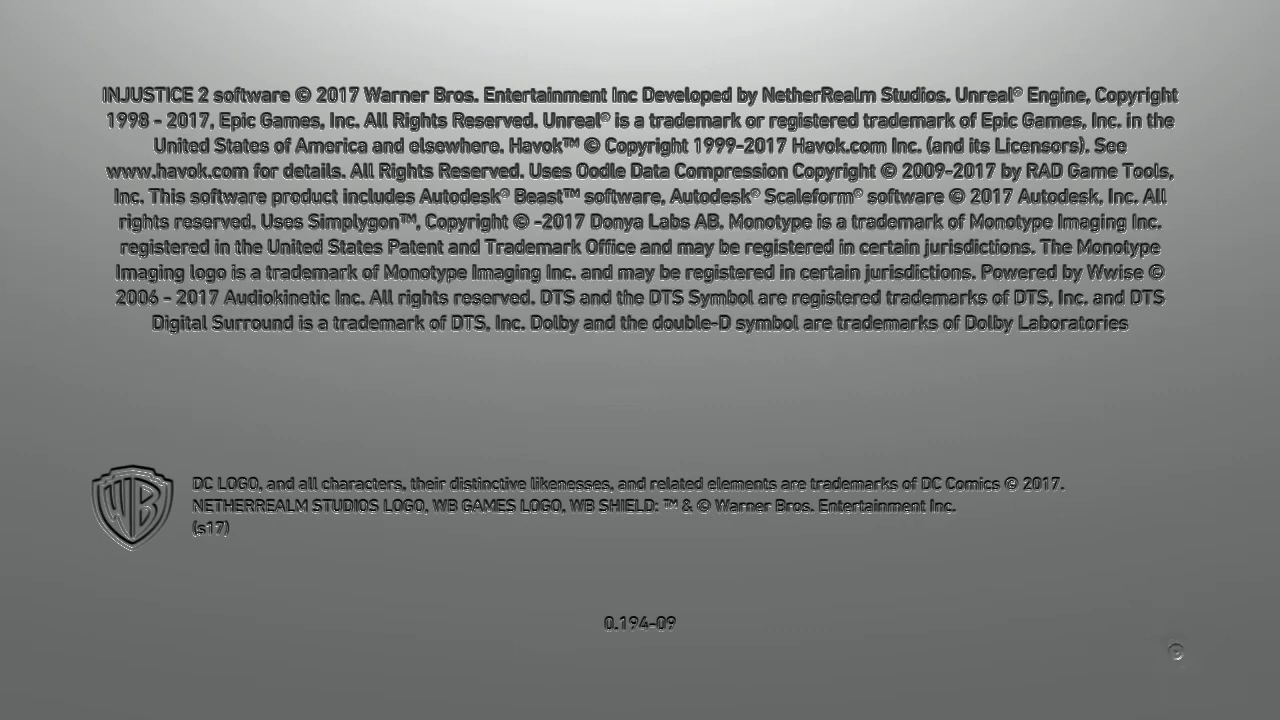 INJUSTICE 2 software © 2017 Warner Bros. Entertainment Inc Developed by NetherRealm Studios. Unreal® Engine, Copyright
1998 - 2017, Epic Games, Inc. All Rights Reserved. Unreal® is a trademark or registered trademark of Epic Games, Inc. in the
United States of America and elsewhere. Havok™ © Copyright 1999-2017 Havok.com Inc. (and its Licensors). See
www.havok.com for details. All Rights Reserved. Uses Oodle Data Compression Copyright © 2009-2017 by RAD Game Tools,
Inc. This software product includes Autodesk® Beast™ software, Autodesk® Scaleform® software © 2017 Autodesk, Inc. All
rights reserved. Uses Simplygon™, Copyright © -2017 Donya Labs AB. Monotype is a trademark of Monotype Imaging Inc.
registered in the United States Patent and Trademark Office and may be registered in certain jurisdictions. The Monotype
Imaging logo is a trademark of Monotype Imaging Inc. and may be registered in certain jurisdictions. Powered by Wwise ©
2006 - 2017 Audiokinetic Inc. All rights reserved. DTS and the DTS Symbol are registered trademarks of DTS, Inc. and DTS
Digital Surround is a trademark of DTS, Inc. Dolby and the double-D symbol are trademarks of Dolby Laboratories
WB
DC LOGO, and all characters, their distinctive likenesses, and related elements are trademarks of DC Comics © 2017.
NETHERREALM STUDIOS LOGO, WB GAMES LOGO, WB SHIELD: ™ & © Warner Bros. Entertainment Inc.
(s17)
0.194-09